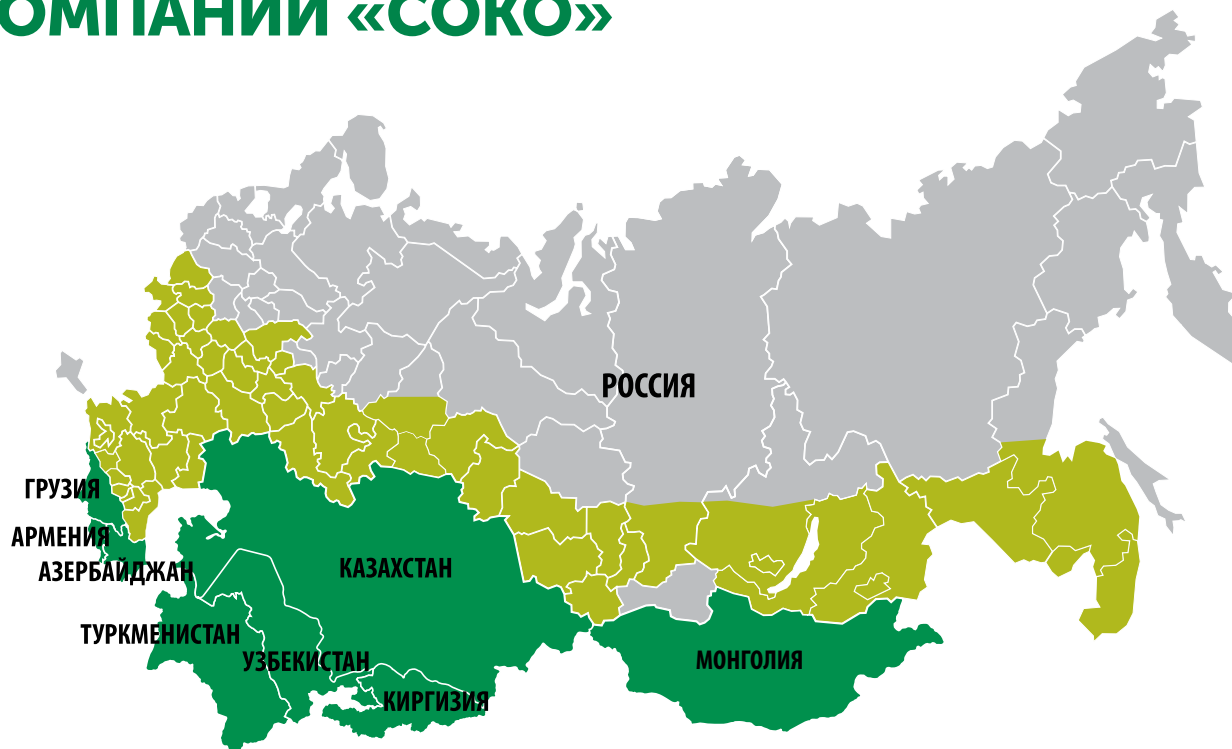 ОМПАНИИ «СОКО»
РОССИЯ
ГРУЗИЯ
АРМЕНИЯ
АЗЕРБАЙДЖАН
КАЗАХСТАН
ТУРКМЕНИСТАН
УЗБЕКИСТАН
МОНГОЛИЯ
КИРГИЗИЯ